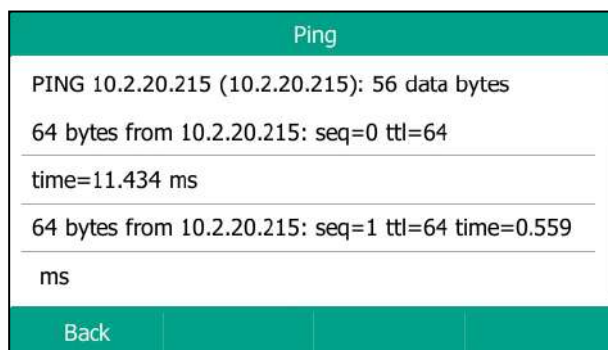 Ping
PING 10.2.20.215 (10.2.20.215): 56 data bytes
64 bytes from 10.2.20.215: seq=0 ttl=64
time=11.434 ms
64 bytes from 10.2.20.215: seq=1 ttl=64 time=0.559
ms
Back